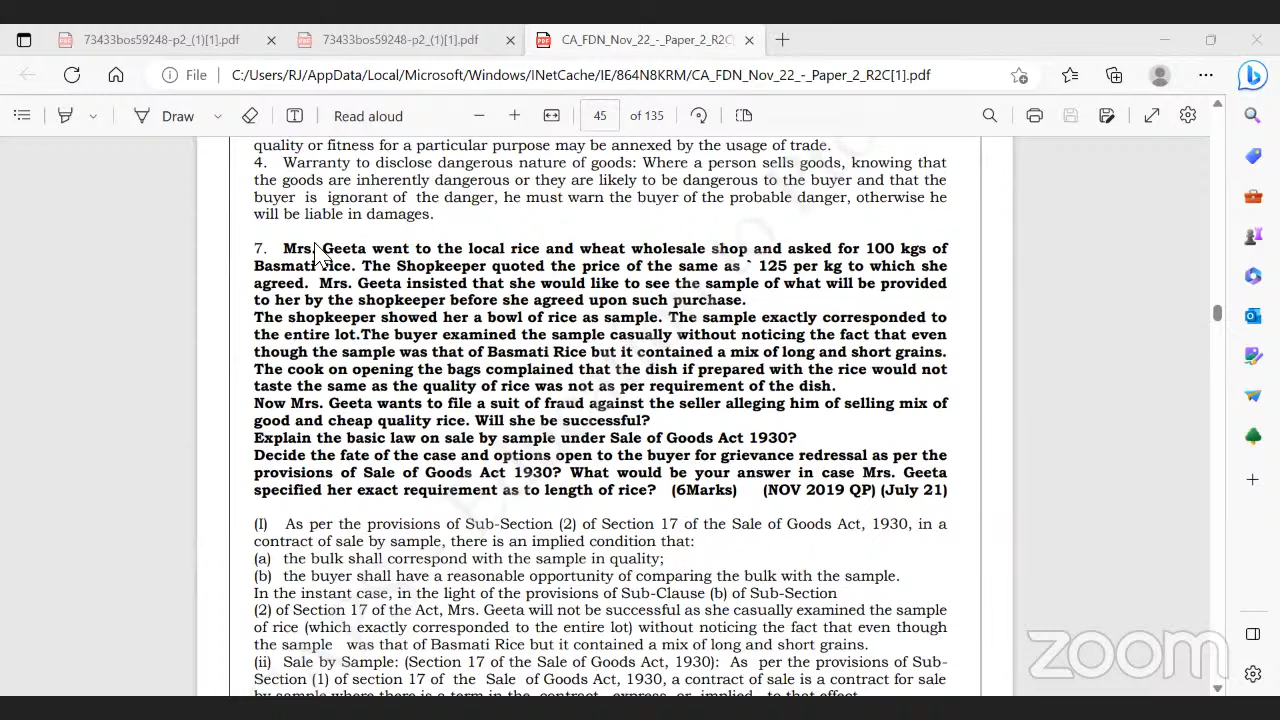 73433bos59248-p2_(1)[1].pdf
73433bos59248-p2_(1)[1].pdf
CA_FDN_Nov_22_-_Paper_2_R2C
File
C:/Users/RJ/AppData/Local/Microsoft/Windows/INetCache/IE/864N8KRM/CA_FDN_Nov_22_-_Paper_2_R2C[1].pdf
Draw
Read aloud
45
of 135
quality or fitness for a particular purpose may be annexed by the usage of trade.
4. Warranty to disclose dangerous nature of goods: Where a person sells goods, knowing that
the goods are inherently dangerous or they are likely to be dangerous to the buyer and that the
buyer is ignorant of the danger, he must warn the buyer of the probable danger, otherwise he
will be liable in damages.
7. Mrs. Geeta went to the local rice and wheat wholesale shop and asked for 100 kgs of
Basmati rice. The Shopkeeper quoted the price of the same as ` 125 per kg to which she
agreed. Mrs. Geeta insisted that she would like to see the sample of what will be provided
to her by the shopkeeper before she agreed upon such purchase.
The shopkeeper showed her a bowl of rice as sample. The sample exactly corresponded to
the entire lot.The buyer examined the sample casually without noticing the fact that even
though the sample was that of Basmati Rice but it contained a mix of long and short grains.
The cook on opening the bags complained that the dish if prepared with the rice would not
taste the same as the quality of rice was not as per requirement of the dish.
Now Mrs. Geeta wants to file a suit of fraud against the seller alleging him of selling mix of
good and cheap quality rice. Will she be successful?
Explain the basic law on sale by sample under Sale of Goods Act 1930?
Decide the fate of the case and options open to the buyer for grievance redressal as per the
provisions of Sale of Goods Act 1930? What would be your answer in case Mrs. Geeta
specified her exact requirement as to length of rice? (6Marks) (NOV 2019 QP) (July 21)
(I) As per the provisions of Sub-Section (2) of Section 17 of the Sale of Goods Act, 1930, in a
contract of sale by sample, there is an implied condition that:
(a) the bulk shall correspond with the sample in quality;
(b) the buyer shall have a reasonable opportunity of comparing the bulk with the sample.
In the instant case, in the light of the provisions of Sub-Clause (b) of Sub-Section
(2) of Section 17 of the Act, Mrs. Geeta will not be successful as she casually examined the sample
of rice (which exactly corresponded to the entire lot) without noticing the fact that even though
the sample was that of Basmati Rice but it contained a mix of long and short grains.
(ii) Sale by Sample: (Section 17 of the Sale of Goods Act, 1930): As per the provisions of Sub-
Section (1) of section 17 of the Sale of Goods Act, 1930, a contract of sale is a contract for sale
by sample where there is a term in the contract, express or implied, to that effect.
zoom